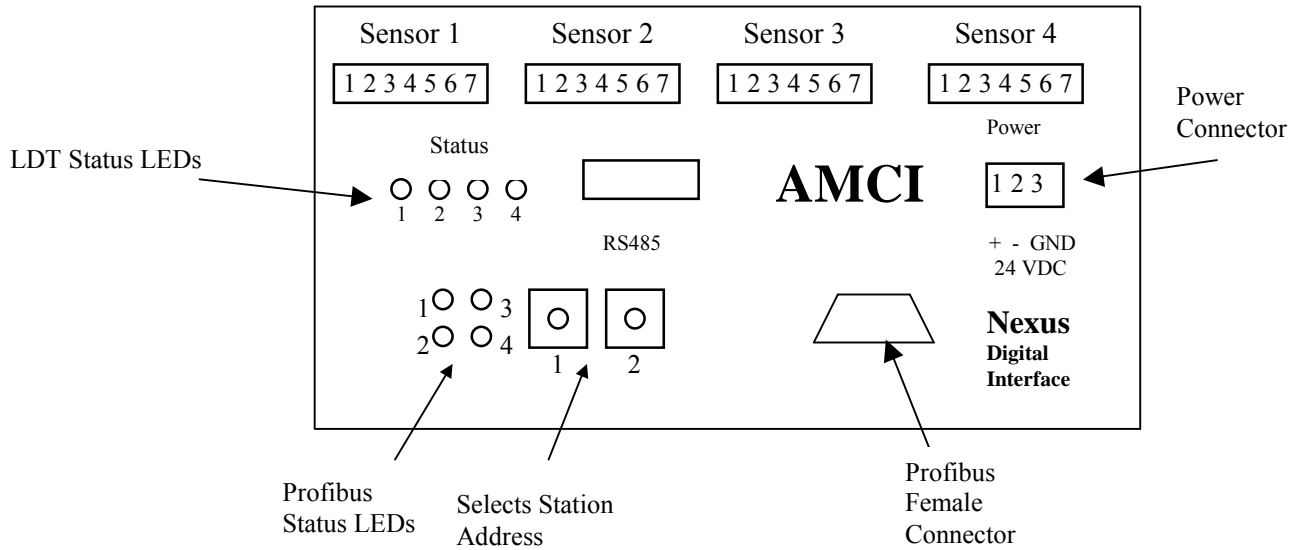 Sensor 1 Sensor 2 Sensor 3 Sensor 4
1 2 3 4 5 6 7 1 2 3 4 5 6 7 1 2 3 4 5 6 7 1 2 3 4 5 6 7
Power
Connector
LDT Status LEDs
Status
1 2 3 4
RS485
AMCI
Power
1 2 3
+ - GND
24 VDC
1 3
2 4
1 2
Nexus
Digital
Interface
Profibus
Status LEDs
Selects Station
Address
Profibus
Female
Connector